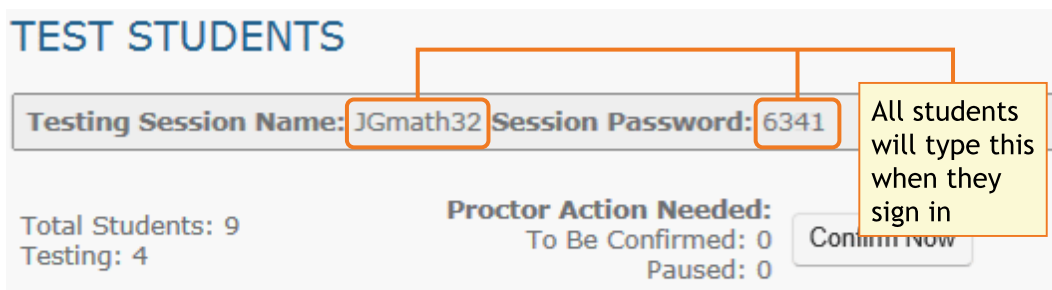 TEST STUDENTS
Testing Session Name: JGmath32 Session Password: 6341
All students
will type this
when they
sign in
Total Students: 9
Testing: 4
Proctor Action Needed:
To Be Confirmed: 0
Paused: 0
Confirm Now